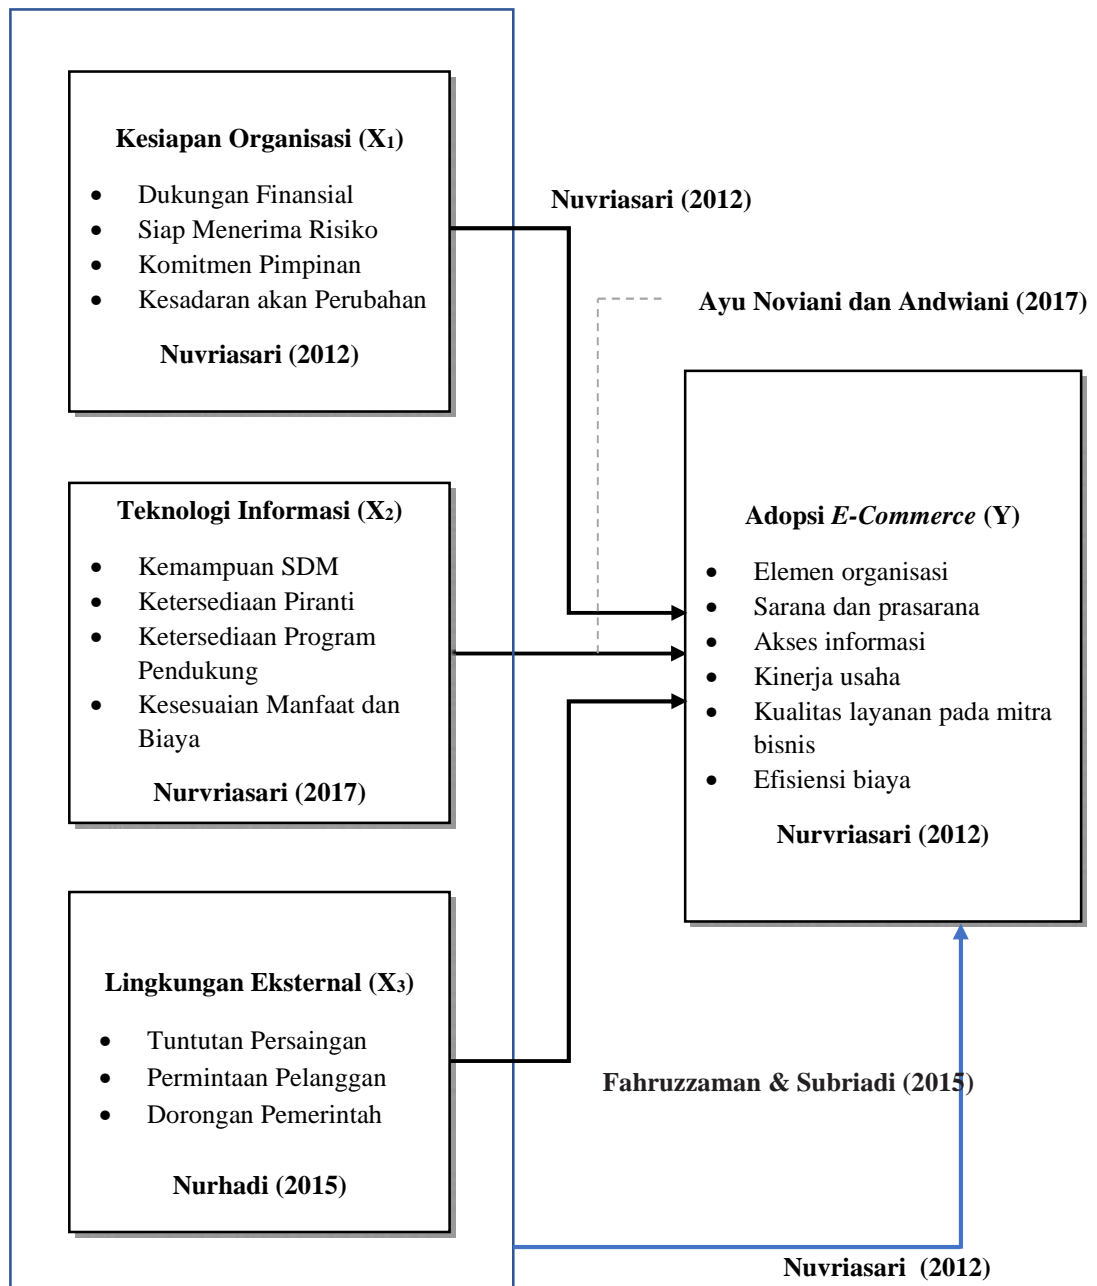 Kesiapan Organisasi (X1)
• Dukungan Finansial
• Siap Menerima Risiko
• Komitmen Pimpinan
• Kesadaran akan Perubahan
Nuvriasari (2012)
Teknologi Informasi (X2)
• Kemampuan SDM
• Ketersediaan Piranti
• Ketersediaan Program
Pendukung
• Kesesuaian Manfaat dan
Biaya
Nurvriasari (2017)
Lingkungan Eksternal (X3)
• Tuntutan Persaingan
• Permintaan Pelanggan
• Dorongan Pemerintah
Nurhadi (2015)
Nuvriasari (2012)
Ayu Noviani dan Andwiani (2017)
Adopsi E-Commerce (Y)
• Elemen organisasi
• Sarana dan prasarana
• Akses informasi
• Kinerja usaha
• Kualitas layanan pada mitra
bisnis
• Efisiensi biaya
Nurvriasari (2012)
Fahruzzaman & Subriadi (2015)
Nuvriasari (2012)